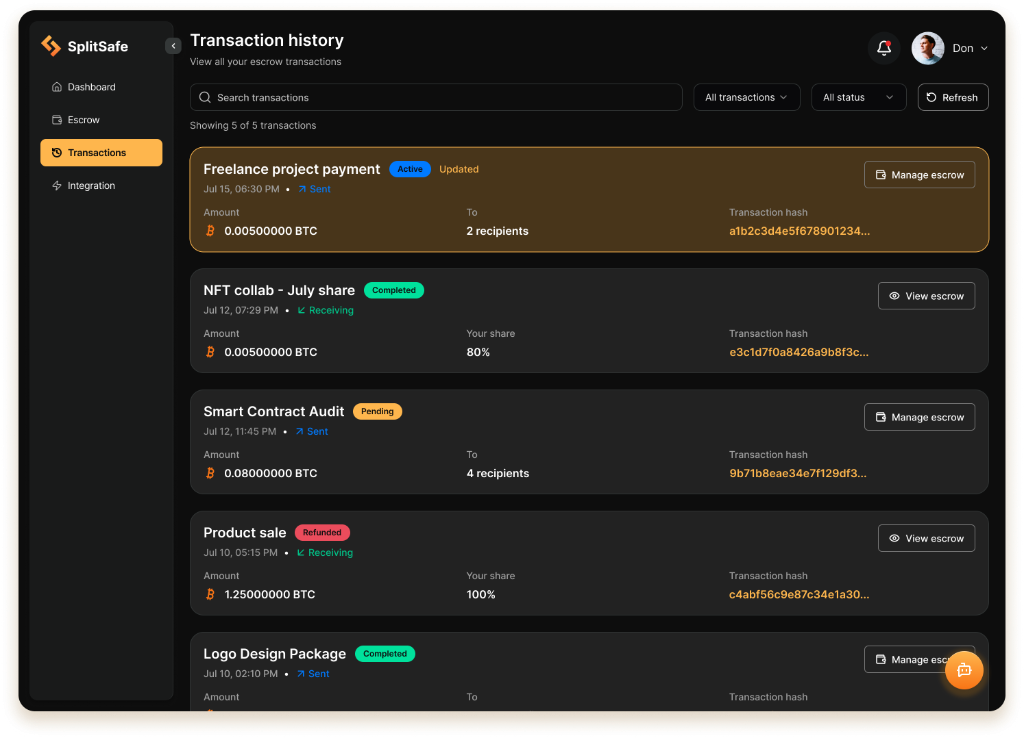 SplitSafe
Dashboard
Escrow
Transactions
Integration
Transaction history
View all your escrow transactions
Don
Search transactions
All transactions
All status
Refresh
Showing 5 of 5 transactions
Freelance project payment Active Updated
Manage escrow
Jul 15, 06:30 PM • Sent
Amount To Transaction hash
0.00500000 BTC 2 recipients a1b2c3d4e5f678901234...
NFT collab - July share Completed
View escrow
Jul 12, 07:29 PM • Receiving
Amount Your share Transaction hash
0.00500000 BTC 80% e3c1d7f0a8426a9b8f3c...
Smart Contract Audit Pending
Manage escrow
Jul 12, 11:45 PM • Sent
Amount To Transaction hash
0.08000000 BTC 4 recipients 9b71b8eae34e7f129df3...
Product sale Refunded
View escrow
Jul 10, 05:15 PM • Receiving
Amount Your share Transaction hash
1.25000000 BTC 100% c4abf56c9e87c34e1a30...
Logo Design Package Completed
Manage
Jul 10, 02:10 PM • Sent
Amount To Transaction hash